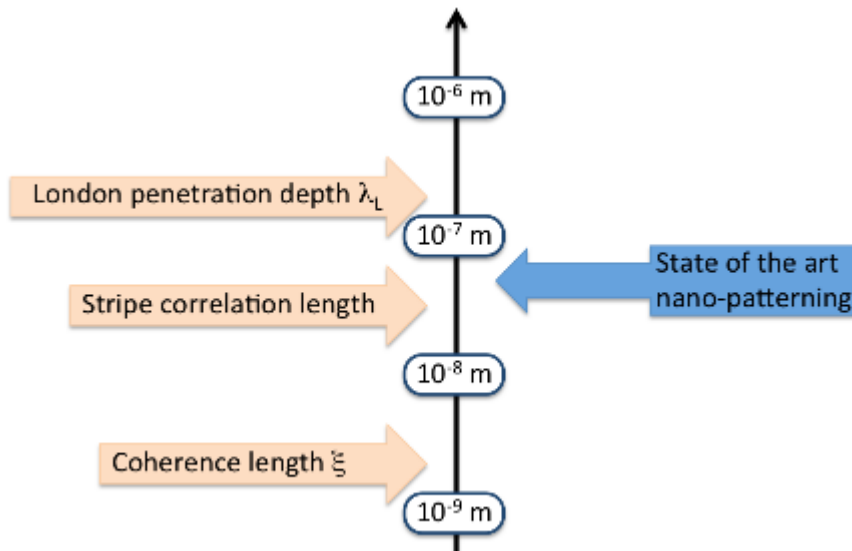 10⁻⁶ m
London penetration depth λL
10⁻⁷ m
State of the art
nano-patterning
Stripe correlation length
10⁻⁸ m
Coherence length ξ
10⁻⁹ m